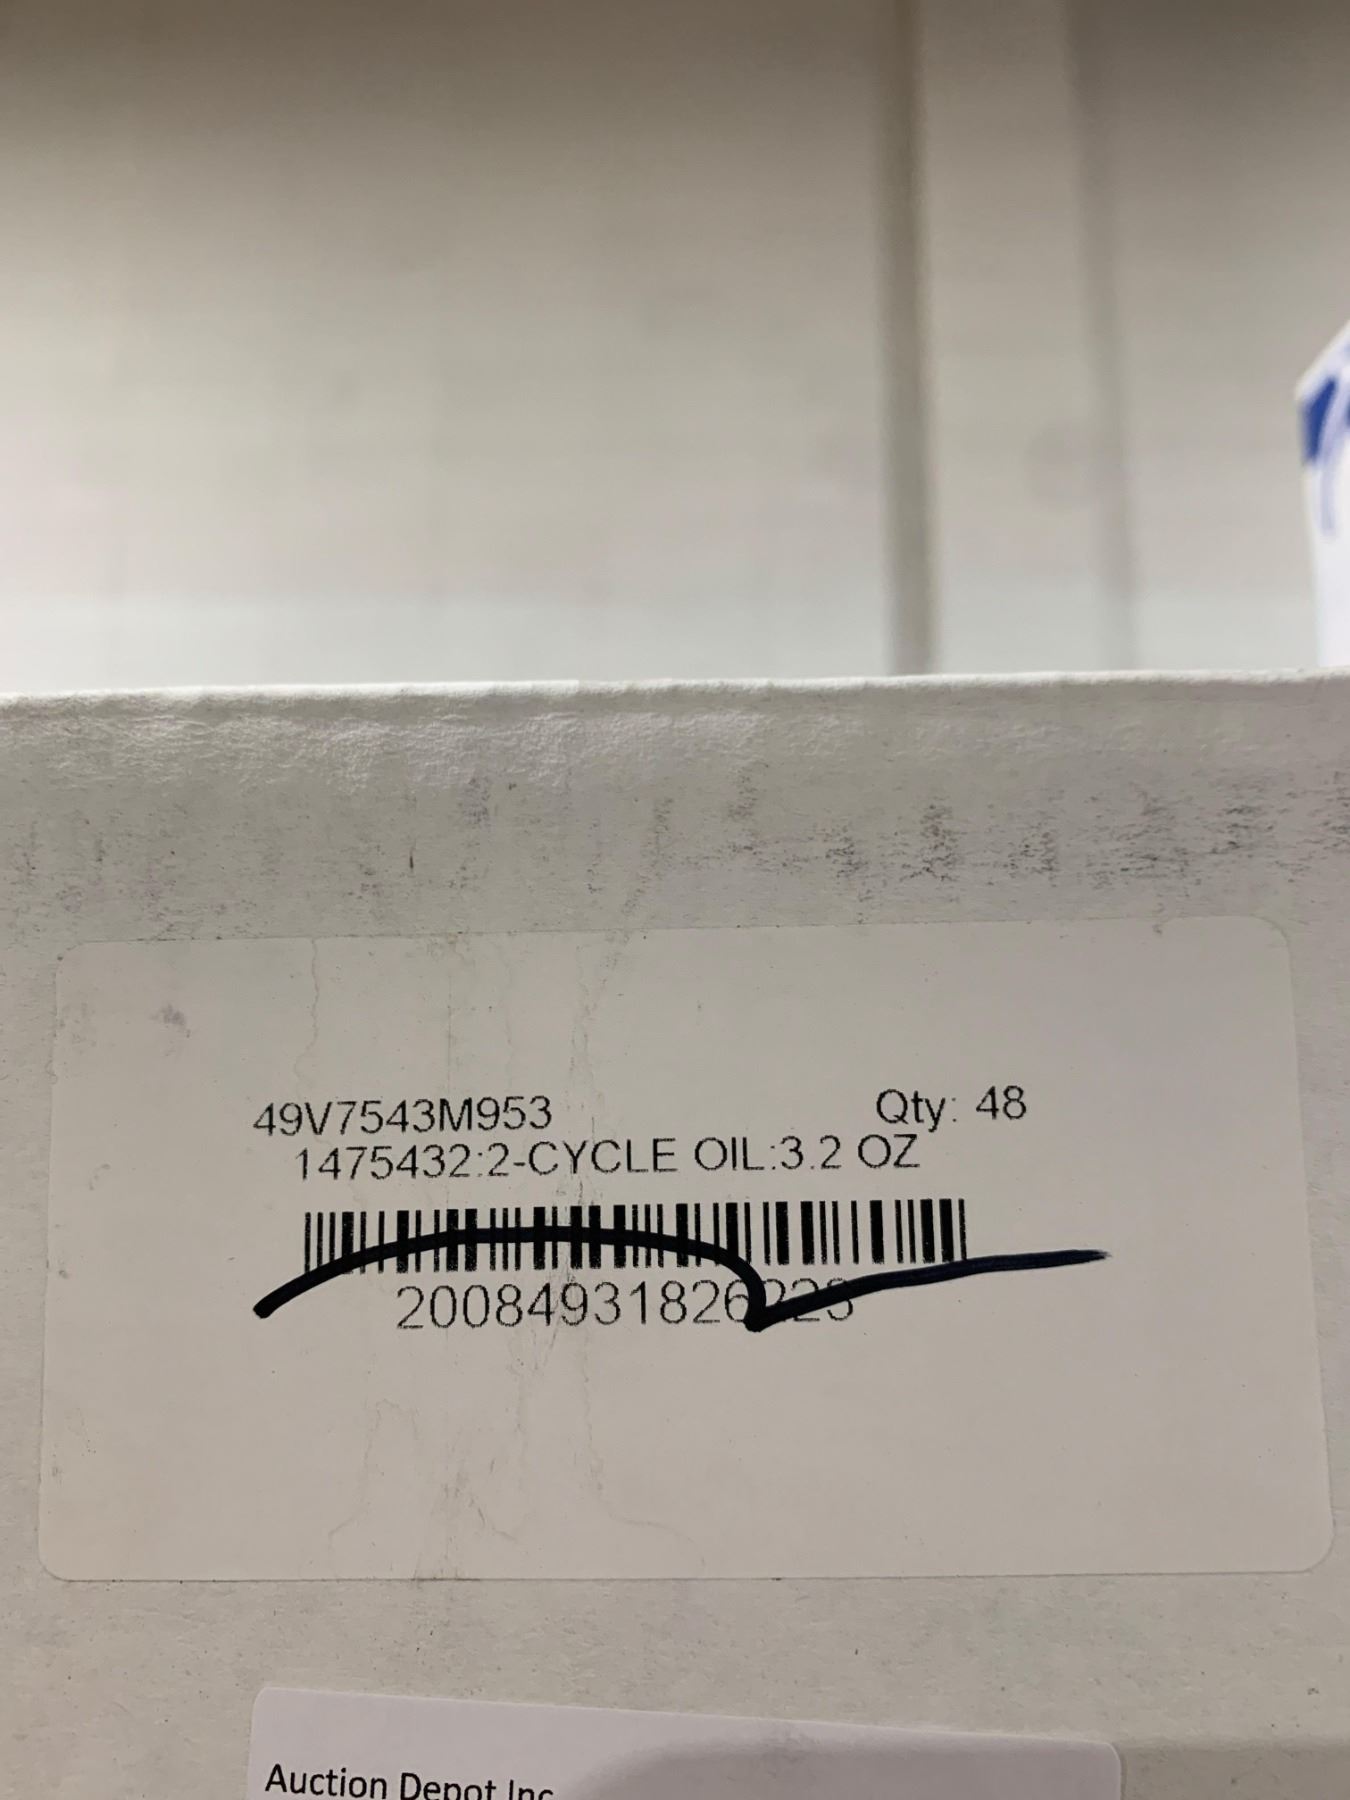 49V7543M953 Qty: 48
1475432:2-CYCLE OIL:3.2 OZ
Auction Depot Inc